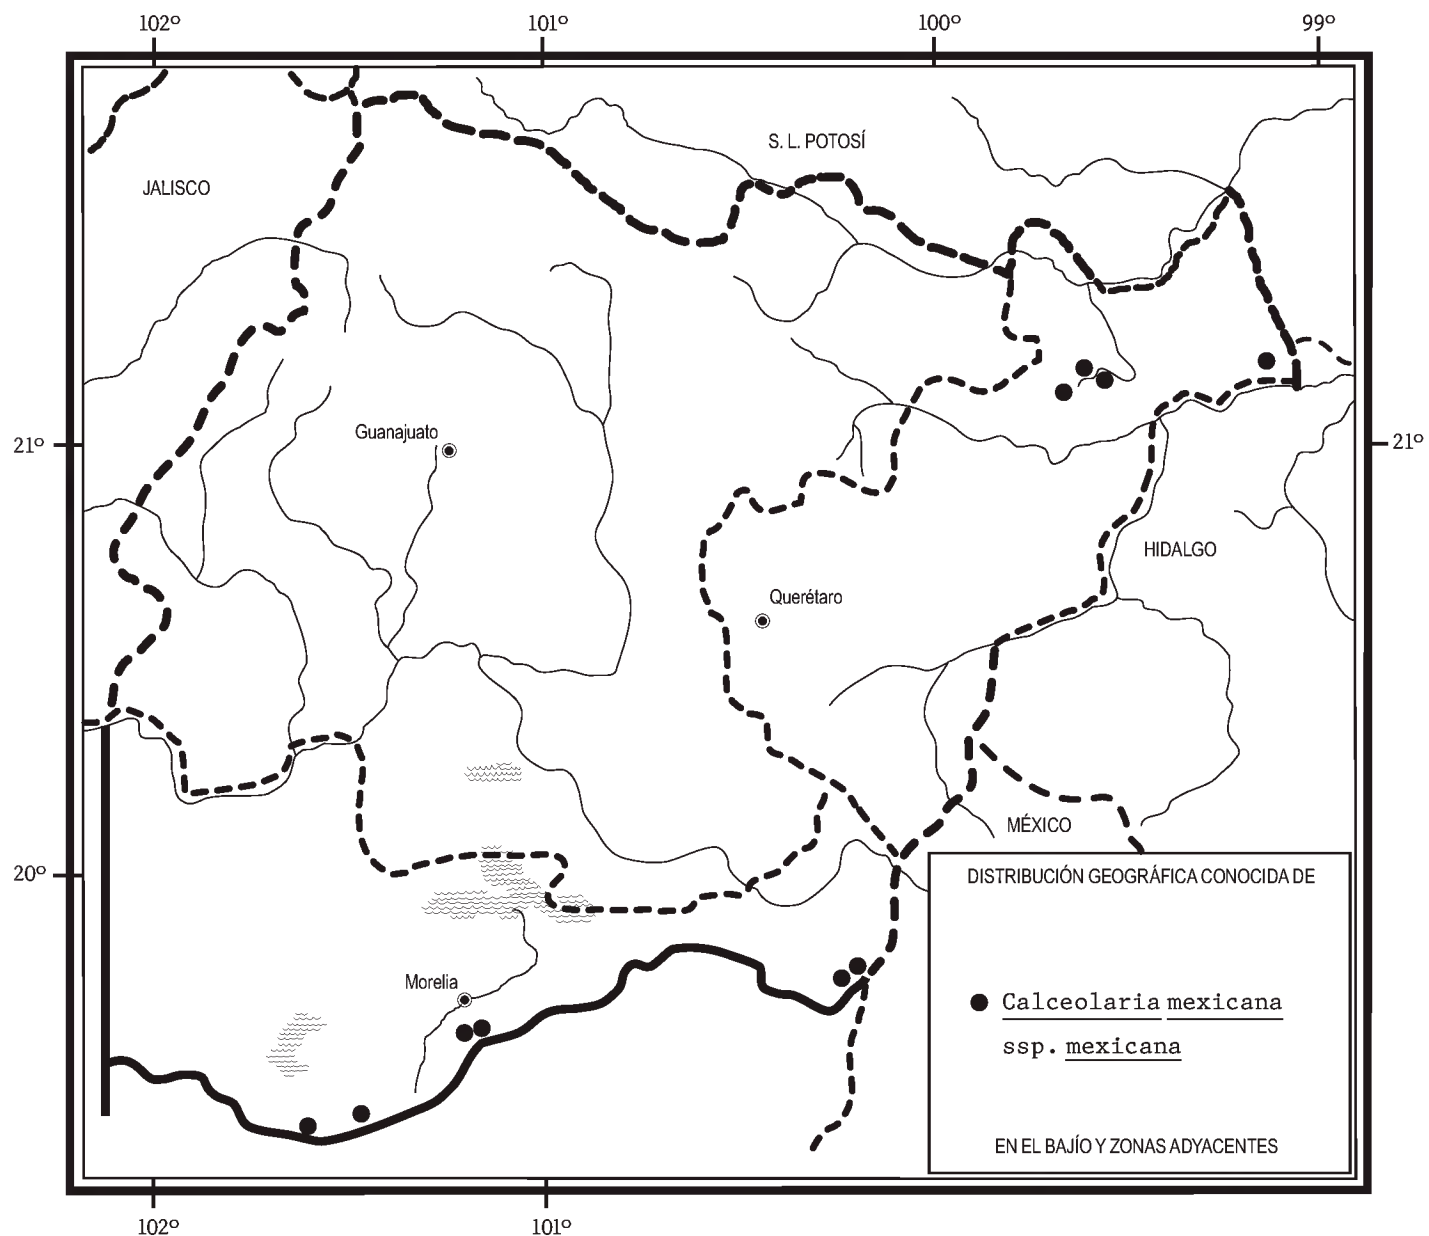 102º
101º
100º
99º
S. L. POTOSÍ
JALISCO
Guanajuato
21º
21º
HIDALGO
Querétaro
MÉXICO
20º
DISTRIBUCIÓN GEOGRÁFICA CONOCIDA DE
Morelia
Calceolaria mexicana
ssp. mexicana
EN EL BAJÍO Y ZONAS ADYACENTES
102º
101º